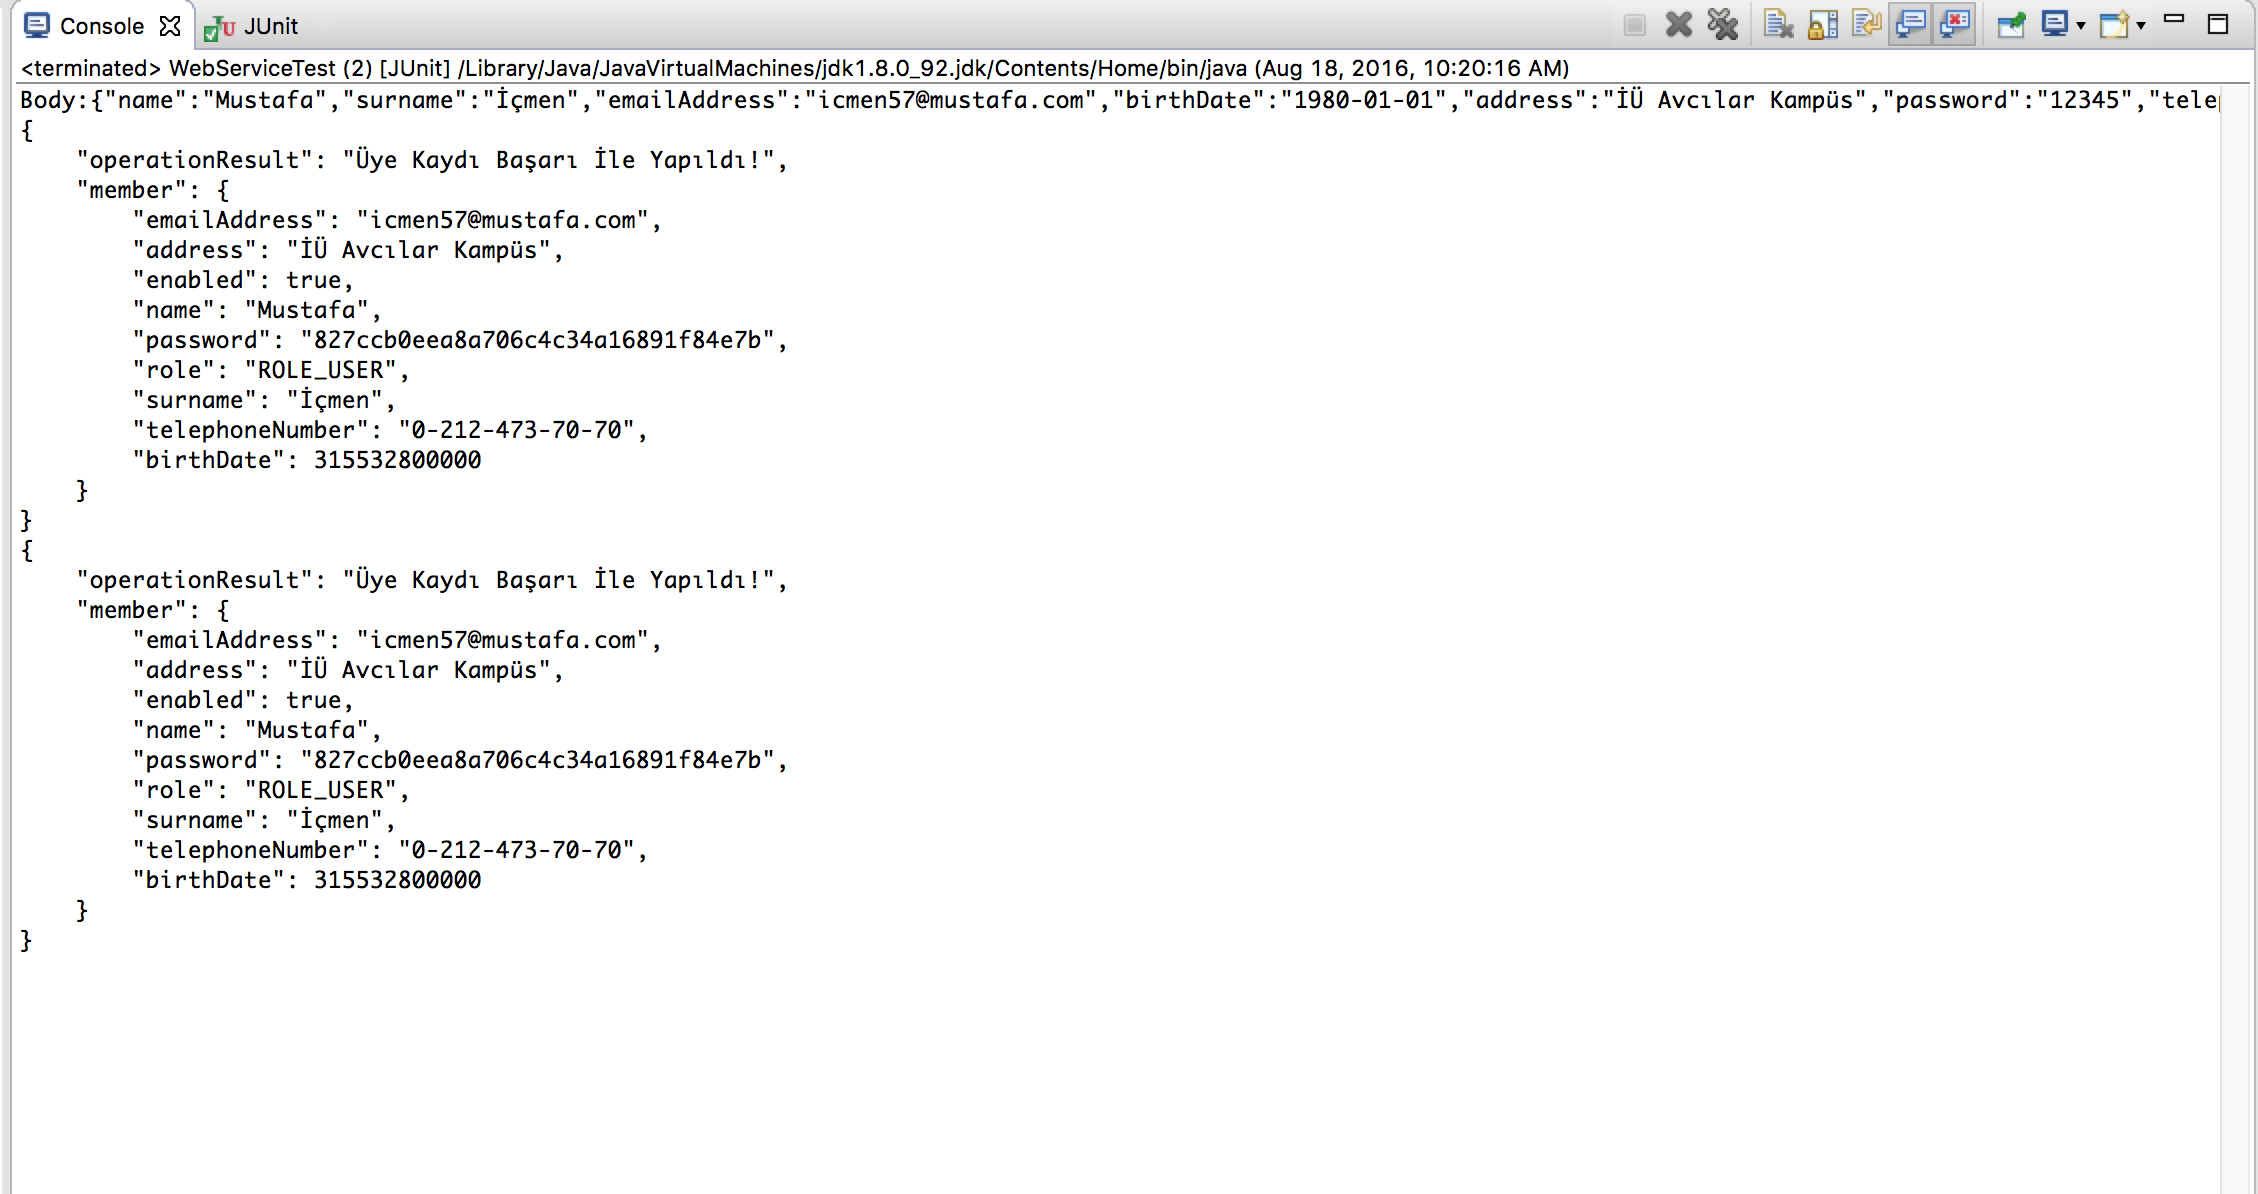 Console JUnit
<terminated> WebServiceTest (2) [JUnit] /Library/Java/JavaVirtualMachines/jdk1.8.0_92.jdk/Contents/Home/bin/java (Aug 18, 2016, 10:20:16 AM)
Body:{"name":"Mustafa","surname":"İçmen","emailAddress":"icmen57@mustafa.com","birthDate":"1980-01-01","address":"İÜ Avcılar Kampüs","password":"12345","tele
{
    "operationResult": "Üye Kaydı Başarı İle Yapıldı!",
    "member": {
        "emailAddress": "icmen57@mustafa.com",
        "address": "İÜ Avcılar Kampüs",
        "enabled": true,
        "name": "Mustafa",
        "password": "827ccb0eea8a706c4c34a16891f84e7b",
        "role": "ROLE_USER",
        "surname": "İçmen",
        "telephoneNumber": "0-212-473-70-70",
        "birthDate": 315532800000
    }
}
{
    "operationResult": "Üye Kaydı Başarı İle Yapıldı!",
    "member": {
        "emailAddress": "icmen57@mustafa.com",
        "address": "İÜ Avcılar Kampüs",
        "enabled": true,
        "name": "Mustafa",
        "password": "827ccb0eea8a706c4c34a16891f84e7b",
        "role": "ROLE_USER",
        "surname": "İçmen",
        "telephoneNumber": "0-212-473-70-70",
        "birthDate": 315532800000
    }
}